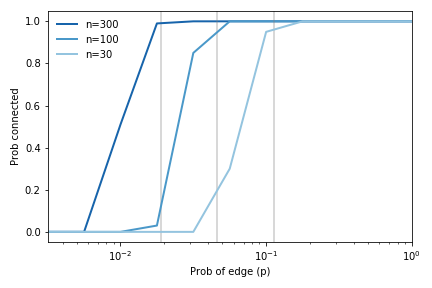 1.0
0.8
0.6
0.4
0.2
0.0
Prob connected
n=300
n=100
n=30
10⁻²
10⁻¹
10⁰
Prob of edge (p)